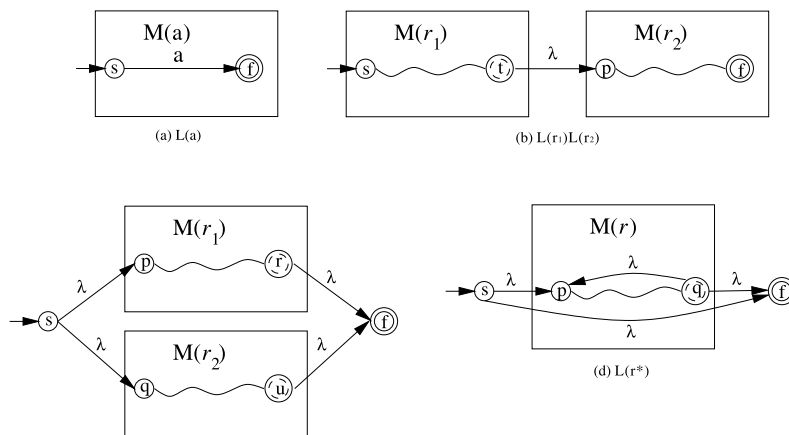 M(a)
a
s
f
(a) L(a)
M(r₁)
s
t
λ
M(r₂)
p
f
(b) L(r₁)L(r₂)
M(r₁)
λ
p
r
λ
s
f
M(r₂)
λ
q
u
λ
M(r)
λ
s
λ
p
q
λ
f
λ
(d) L(r*)